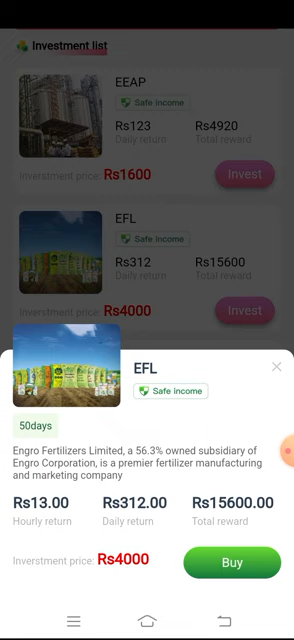 Investment list
EEAP
Safe Income
Rs123
Rs4920
Daily return
Total reward
Inverstment price: Rs1600
Invest
EFL
Safe Income
Rs312
Rs15600
Daily return
Total reward
Inverstment price: Rs4000
Invest
EFL
Safe income
50days
Engro Fertilizers Limited, a 56.3% owned subsidiary of
Engro Corporation, is a premier fertilizer manufacturing
and marketing company
Rs13.00
Rs312.00
Rs15600.00
Hourly return
Daily return
Total reward
Inverstment price: Rs4000
Buy